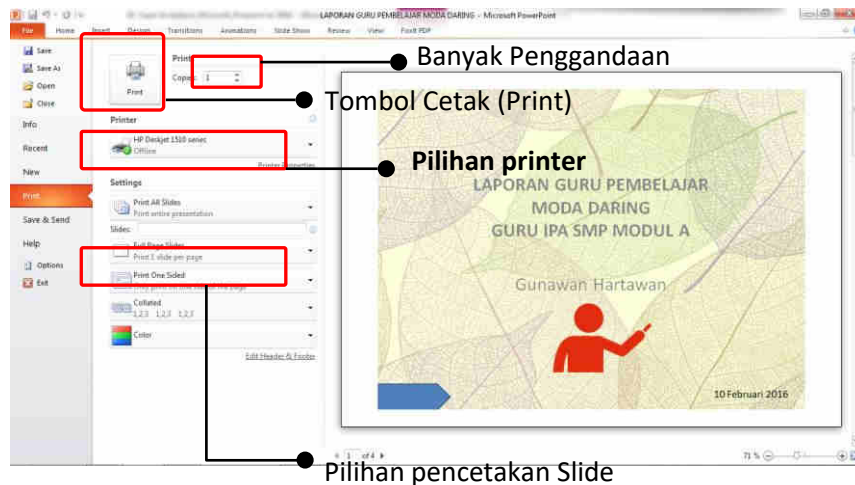 LAPORAN GURU PEMBELAJAR MODA DARING - Microsoft PowerPoint
File Home Insert Design Transitions Animations Slide Show Review View Foxit PDF
Save
Save As
Open
Close
Info
Recent
New
Print
Save & Send
Help
Options
Exit
Print
Copies: 1
Print
Banyak Penggandaan
Tombol Cetak (Print)
Printer
HP Deskjet 1510 series
Offline
Printer Properties
Pilihan printer
Settings
Print All Slides
Print entire presentation
Slides:
Full Page Slides
Print 1 slide per page
Print One Sided
Collated
1,2,3 1,2,3 1,2,3
Color
Edit Header & Footer
LAPORAN GURU PEMBELAJAR
MODA DARING
GURU IPA SMP MODUL A
Gunawan Hartawan
10 Februari 2016
1 of 4
71 %
Pilihan pencetakan Slide